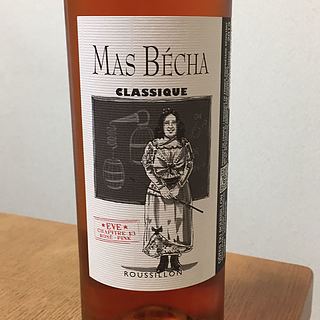 MAS BÉCHA
CLASSIQUE
*EVE*
CHAPITRE 13
ROSÉ - PINK
ROUSSILLON